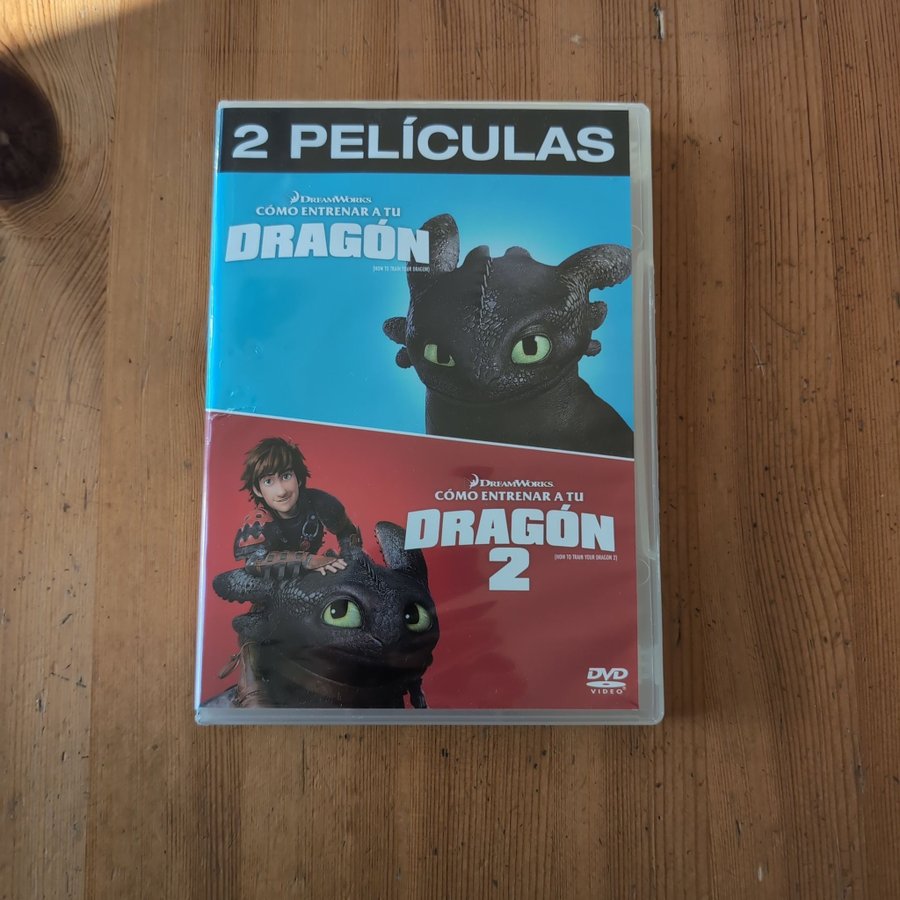 2 PELÍCULAS
DREAMWORKS
CÓMO ENTRENAR A TU
DRAGÓN
[HOW TO TRAIN YOUR DRAGON]
DREAMWORKS
CÓMO ENTRENAR A TU
DRAGÓN
[HOW TO TRAIN YOUR DRAGON 2]
2
DVD
VIDEO